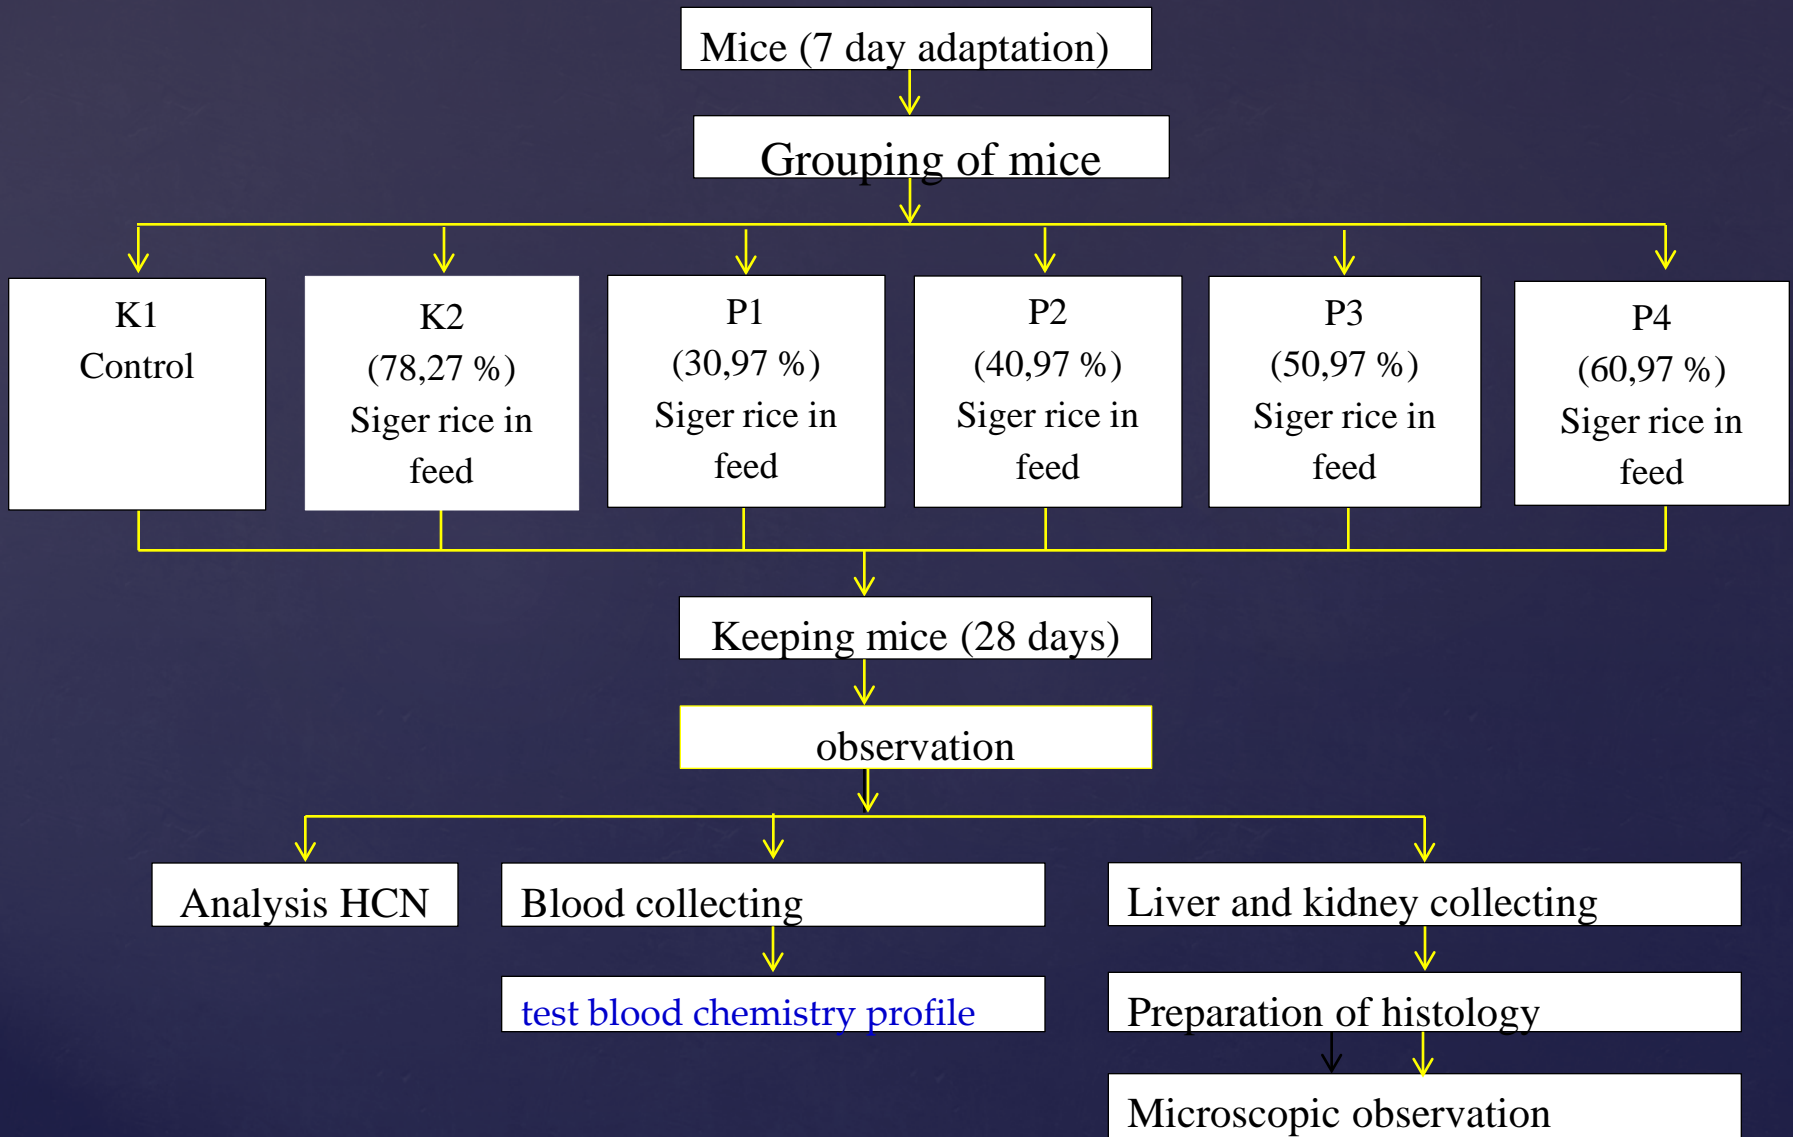 Mice (7 day adaptation)
Grouping of mice
K1
Control
K2
(78,27 %)
Siger rice in
feed
P1
(30,97 %)
Siger rice in
feed
P2
(40,97 %)
Siger rice in
feed
P3
(50,97 %)
Siger rice in
feed
P4
(60,97 %)
Siger rice in
feed
Keeping mice (28 days)
observation
Analysis HCN
Blood collecting
test blood chemistry profile
Liver and kidney collecting
Preparation of histology
Microscopic observation